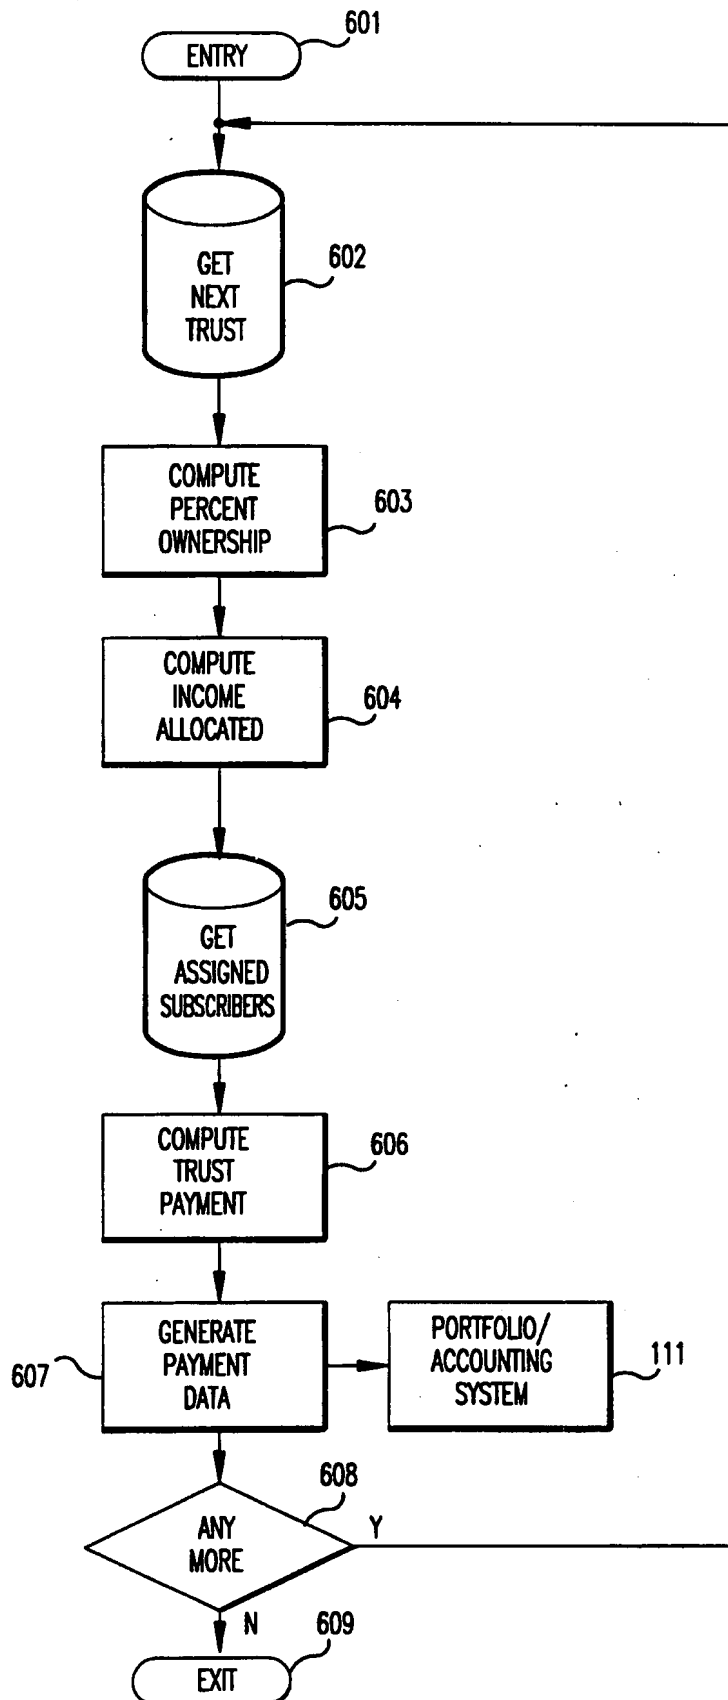 601
ENTRY
GET
NEXT
TRUST
602
COMPUTE
PERCENT
OWNERSHIP
603
COMPUTE
INCOME
ALLOCATED
604
605
GET
ASSIGNED
SUBSCRIBERS
COMPUTE
TRUST
PAYMENT
606
GENERATE
PAYMENT
DATA
607
PORTFOLIO/
ACCOUNTING
SYSTEM
111
608
ANY
MORE
Y
N
609
EXIT